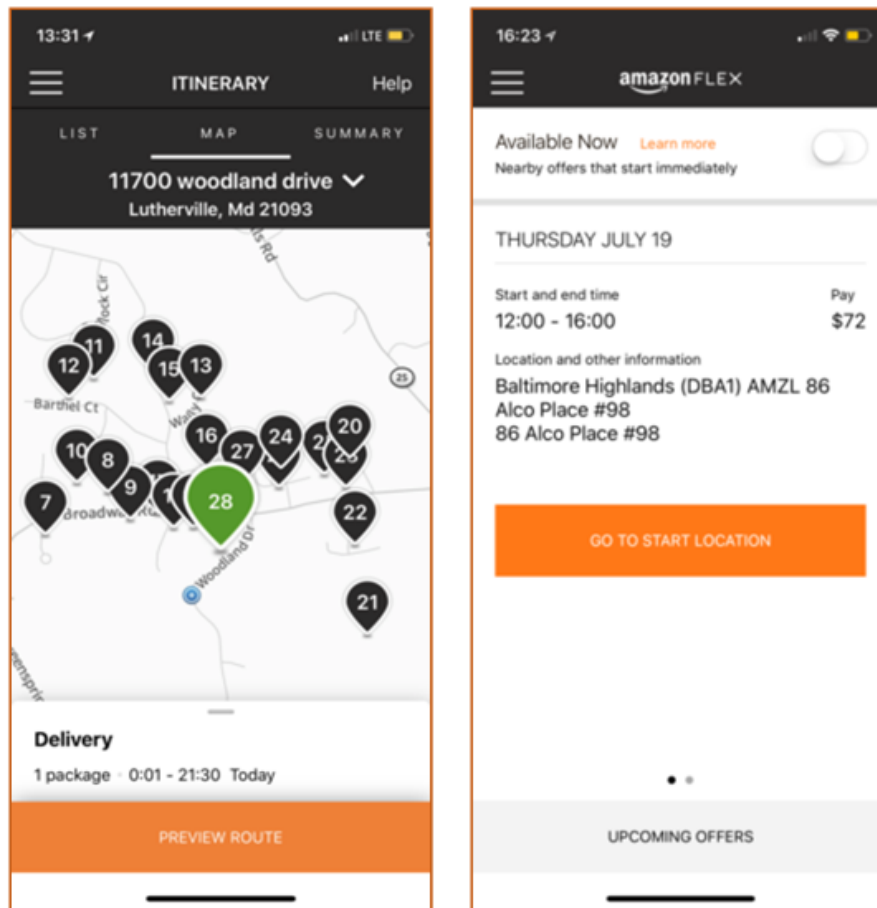 13:31
LTE
ITINERARY
Help
LIST
MAP
SUMMARY
11700 woodland drive
Lutherville, Md 21093
Rd
ock Cir
11
14
12
15
13
25
Barthel Ct
16
24
20
10
8
27
9
28
7
Broadw
22
Woodland Dr
21
Delivery
1 package · 0:01 - 21:30 Today
PREVIEW ROUTE
16:23
amazon FLEX
Available Now Learn more
Nearby offers that start immediately
THURSDAY JULY 19
Start and end time
Pay
12:00 - 16:00
$72
Location and other information
Baltimore Highlands (DBA1) AMZL 86
Alco Place #98
86 Alco Place #98
GO TO START LOCATION
UPCOMING OFFERS